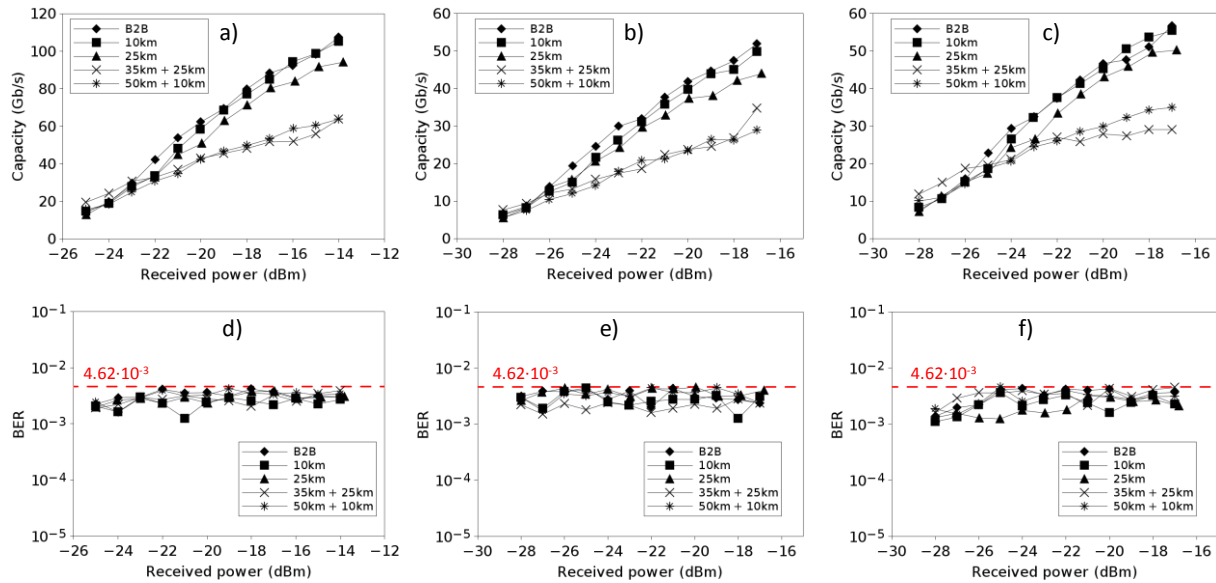 a)
120
100
80
60
40
20
0
Capacity (Gb/s)
B2B
10km
25km
35km + 25km
50km + 10km
−26 −24 −22 −20 −18 −16 −14 −12
Received power (dBm)
b)
60
50
40
30
20
10
0
Capacity (Gb/s)
B2B
10km
25km
35km + 25km
50km + 10km
−30 −28 −26 −24 −22 −20 −18 −16
Received power (dBm)
c)
60
50
40
30
20
10
0
Capacity (Gb/s)
B2B
10km
25km
35km + 25km
50km + 10km
−30 −28 −26 −24 −22 −20 −18 −16
Received power (dBm)
d)
10⁻¹
10⁻²
10⁻³
10⁻⁴
10⁻⁵
BER
4.62·10⁻³
B2B
10km
25km
35km + 25km
50km + 10km
−26 −24 −22 −20 −18 −16 −14 −12
Received power (dBm)
e)
10⁻¹
10⁻²
10⁻³
10⁻⁴
10⁻⁵
BER
4.62·10⁻³
B2B
10km
25km
35km + 25km
50km + 10km
−30 −28 −26 −24 −22 −20 −18 −16
Received power (dBm)
f)
10⁻¹
10⁻²
10⁻³
10⁻⁴
10⁻⁵
BER
4.62·10⁻³
B2B
10km
25km
35km + 25km
50km + 10km
−30 −28 −26 −24 −22 −20 −18 −16
Received power (dBm)